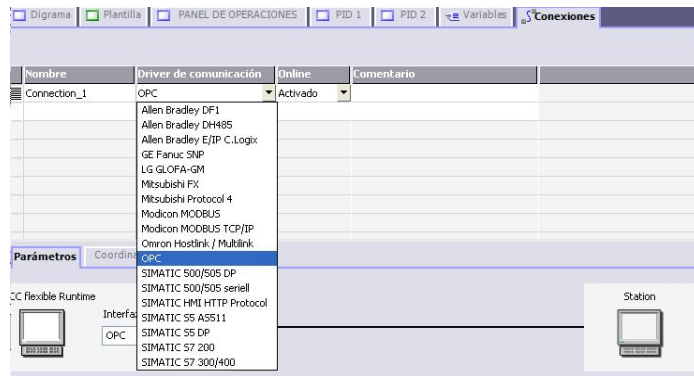 Digrama Plantilla PANEL DE OPERACIONES PID 1 PID 2 Variables Conexiones
Nombre Driver de comunicación Online Comentario
Connection_1 OPC Activado
Allen Bradley DF1
Allen Bradley DH485
Allen Bradley E/IP C.Logix
GE Fanuc SNP
LG GLOFA-GM
Mitsubishi FX
Mitsubishi Protocol 4
Modicon MODBUS
Modicon MODBUS TCP/IP
Omron Hostlink / Multilink
OPC
SIMATIC 500/505 DP
SIMATIC 500/505 seriell
SIMATIC HMI HTTP Protocol
SIMATIC S5 AS511
SIMATIC S5 DP
SIMATIC S7 200
SIMATIC S7 300/400
Parámetros Coordina
CC flexible Runtime
Interfa
OPC
Station